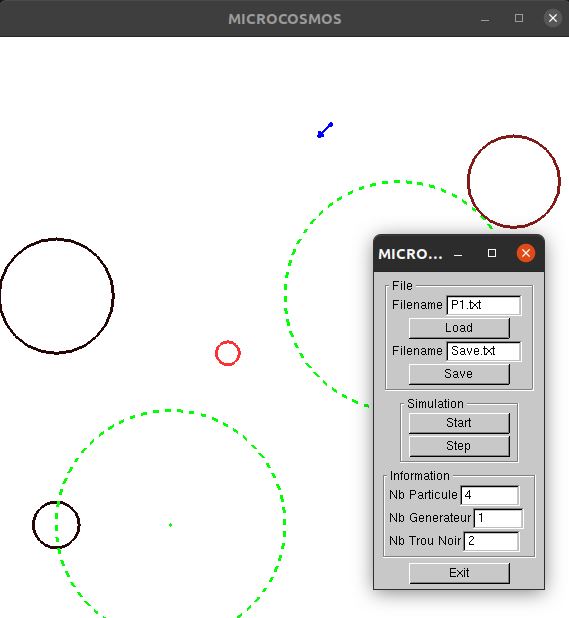 MICROCOSMOS
MICRO...
File
Filename P1.txt
Load
Filename Save.txt
Save
Simulation
Start
Step
Information
Nb Particule 4
Nb Generateur 1
Nb Trou Noir 2
Exit